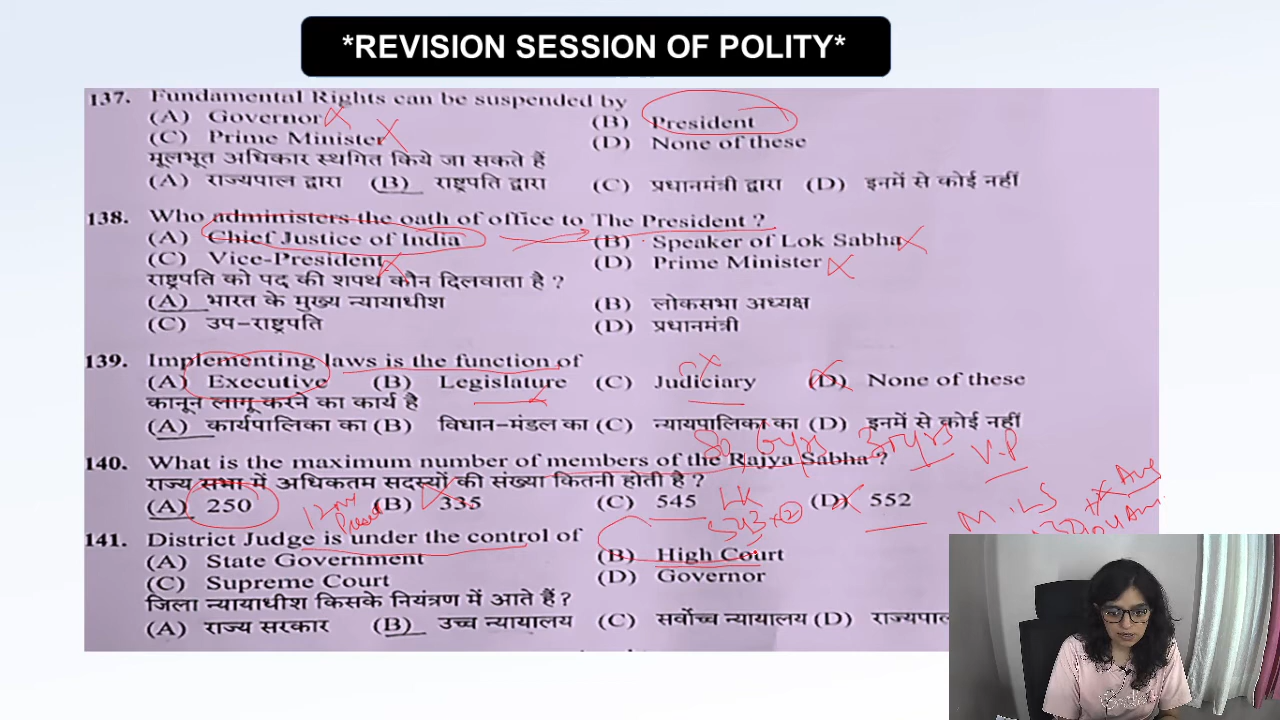 *REVISION SESSION OF POLITY*
137. Fundamental Rights can be suspended by
(A) Governor (B) President
(C) Prime Minister (D) None of these
मूलभूत अधिकार स्थगित किये जा सकते हैं
(A) राज्यपाल द्वारा (B) राष्ट्रपति द्वारा (C) प्रधानमंत्री द्वारा (D) इनमें से कोई नहीं
138. Who administers the oath of office to The President ?
(A) Chief Justice of India (B) Speaker of Lok Sabha
(C) Vice-President (D) Prime Minister
राष्ट्रपति को पद की शपथ कौन दिलवाता है ?
(A) भारत के मुख्य न्यायाधीश (B) लोकसभा अध्यक्ष
(C) उप-राष्ट्रपति (D) प्रधानमंत्री
139. Implementing laws is the function of
(A) Executive (B) Legislature (C) Judiciary (D) None of these
कानून लागू करने का कार्य है
(A) कार्यपालिका का (B) विधान-मंडल का (C) न्यायपालिका का (D) इनमें से कोई नहीं
80, 6yrs 30yrs V.P
140. What is the maximum number of members of the Rajya Sabha ?
राज्य सभा में अधिकतम सदस्यों की संख्या कितनी होती है ?
(A) 250 (B) 335 (C) 545 (D) 552
12 LK
543
141. District Judge is under the control of
(A) State Government (B) High Court
(C) Supreme Court (D) Governor
जिला न्यायाधीश किसके नियंत्रण में आते हैं ?
(A) राज्य सरकार (B) उच्च न्यायालय (C) सर्वोच्च न्यायालय (D) राज्यपाल